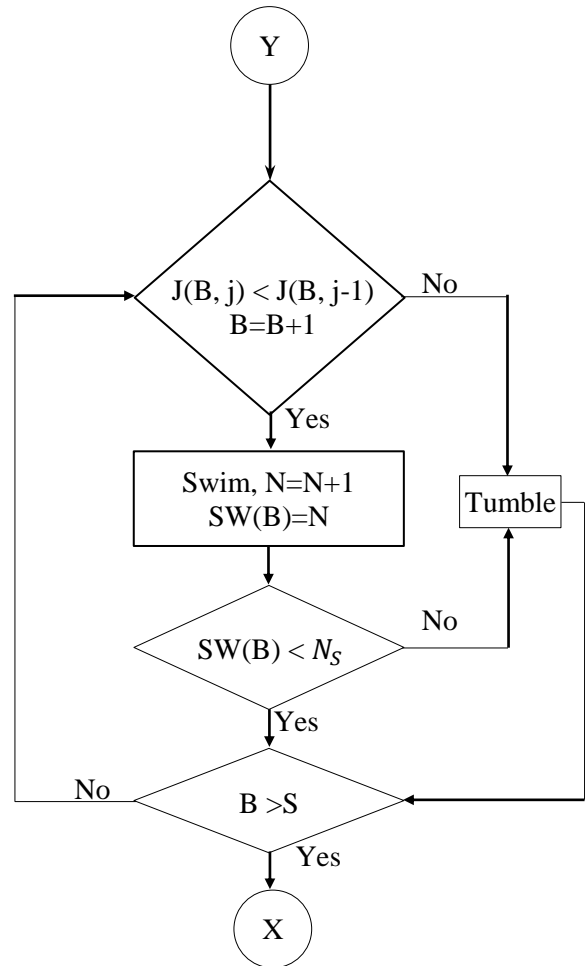 Y
J(B, j) < J(B, j-1)
B=B+1
No
Yes
Swim, N=N+1
SW(B)=N
Tumble
SW(B) < N_S
No
Yes
B >S
No
Yes
X